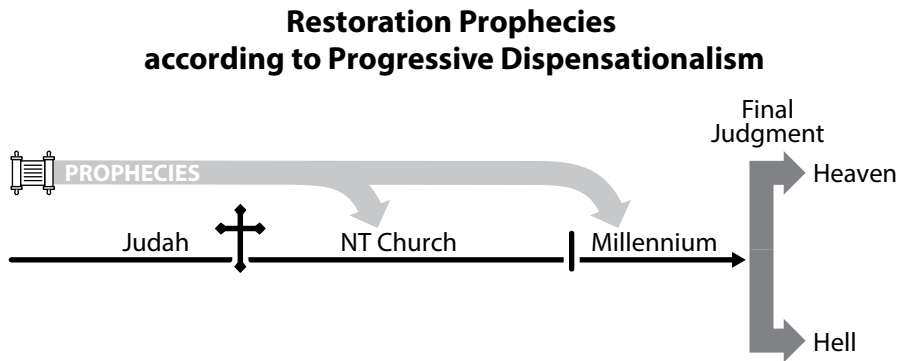 Restoration Prophecies
according to Progressive Dispensationalism
Final
Judgment
PROPHECIES
Heaven
Judah
NT Church
Millennium
Hell